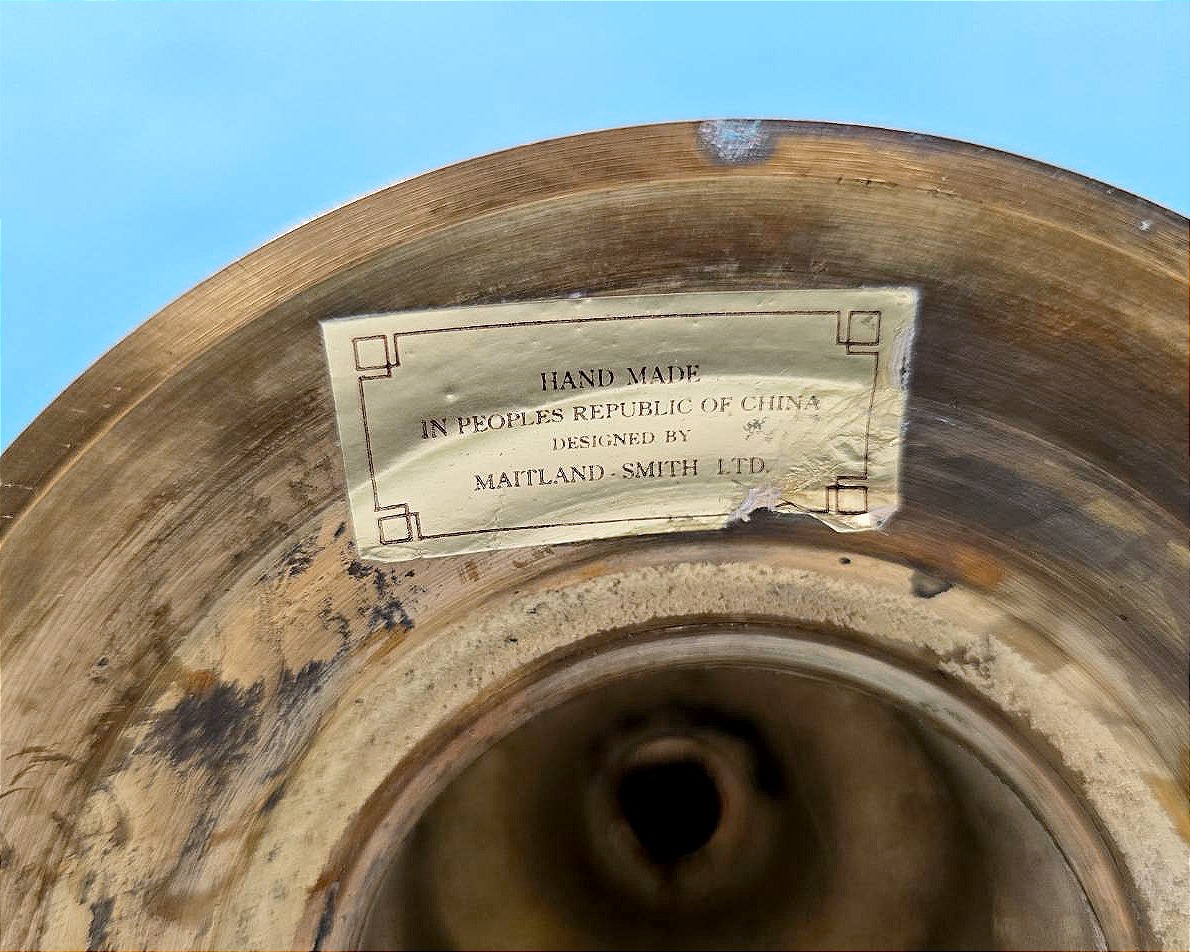 HAND MADE
IN PEOPLES REPUBLIC OF CHINA
DESIGNED BY
MAITLAND-SMITH LTD.